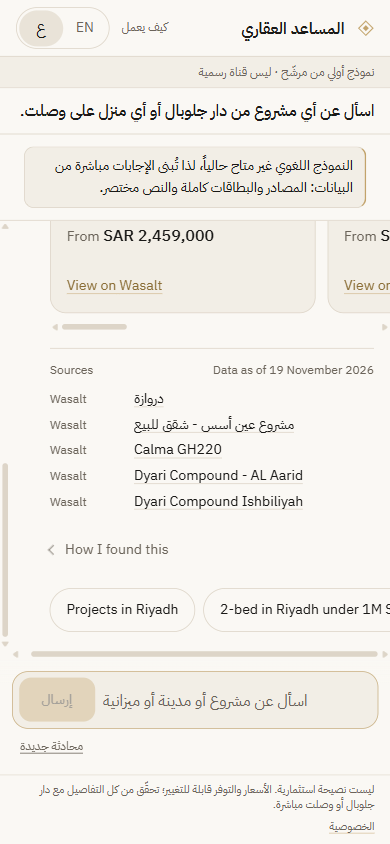 المساعد العقاري
كيف يعمل
EN
ع
نموذج أولي من مرشّح · ليس قناة رسمية
اسأل عن أي مشروع من دار جلوبال أو أي منزل على وصلت.
النموذج اللغوي غير متاح حالياً، لذا تُبنى الإجابات مباشرة من
البيانات: المصادر والبطاقات كاملة والنص مختصر.
From SAR 2,459,000
View on Wasalt
From S
View or
Sources
Data as of 19 November 2026
Wasalt دروازة
Wasalt مشروع عين أسس - شقق للبيع
Wasalt Calma GH220
Wasalt Dyari Compound - AL Aarid
Wasalt Dyari Compound Ishbiliyah
How I found this
Projects in Riyadh
2-bed in Riyadh under 1M S
اسأل عن مشروع أو مدينة أو ميزانية
إرسال
محادثة جديدة
ليست نصيحة استثمارية. الأسعار والتوفر قابلة للتغيير؛ تحقّق من كل التفاصيل مع دار
جلوبال أو وصلت مباشرة.
الخصوصية